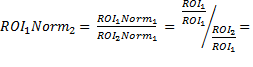 ROI₁Norm₂ = ROI₁Norm₁/ROI₂Norm₁ = ROI₁/ROI₁ / ROI₂/ROI₁ =